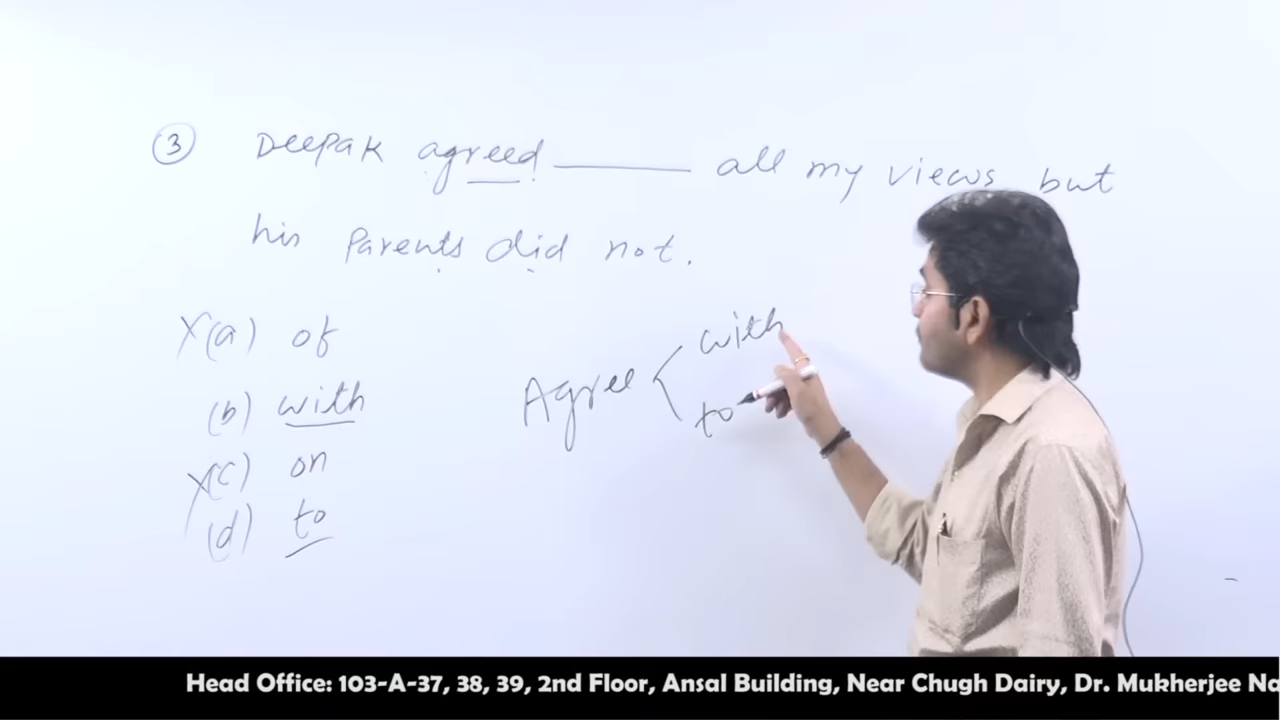 3 Deepak agreed ______ all my views but
his Parents did not.
X(a) of
(b) with
X(c) on
(d) to
Agree < with
to
Head Office: 103-A-37, 38, 39, 2nd Floor, Ansal Building, Near Chugh Dairy, Dr. Mukherjee Na